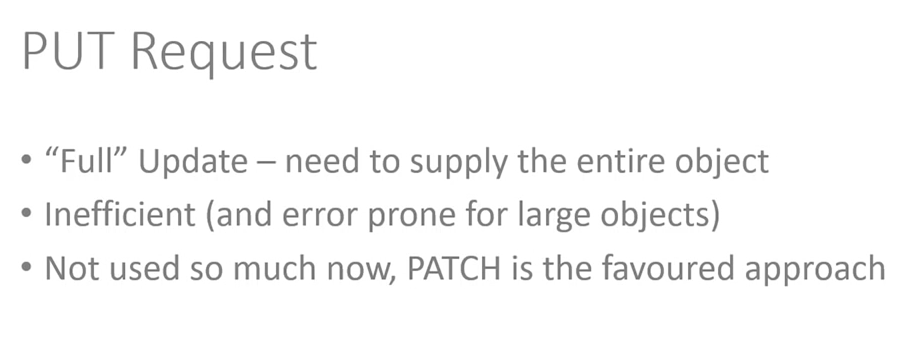 PUT Request
• “Full” Update – need to supply the entire object
• Inefficient (and error prone for large objects)
• Not used so much now, PATCH is the favoured approach